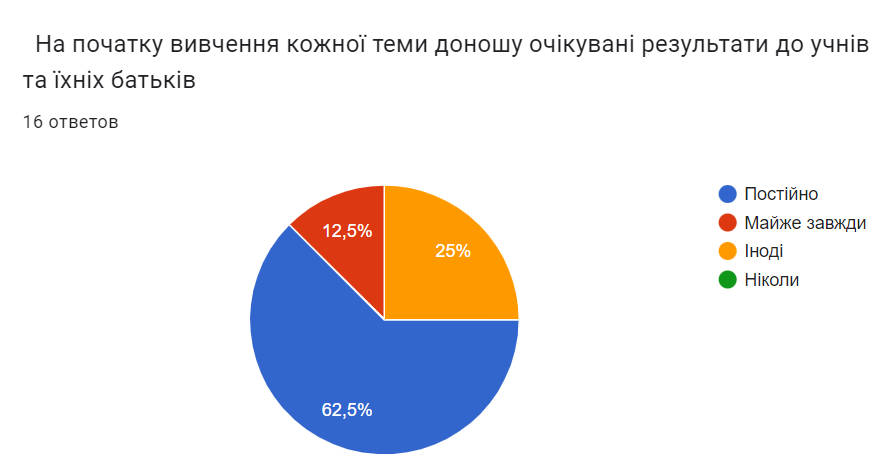 На початку вивчення кожної теми доношу очікувані результати до учнів
та їхніх батьків
16 ответов
Постійно
Майже завжди
Іноді
Ніколи
12,5%
25%
62,5%